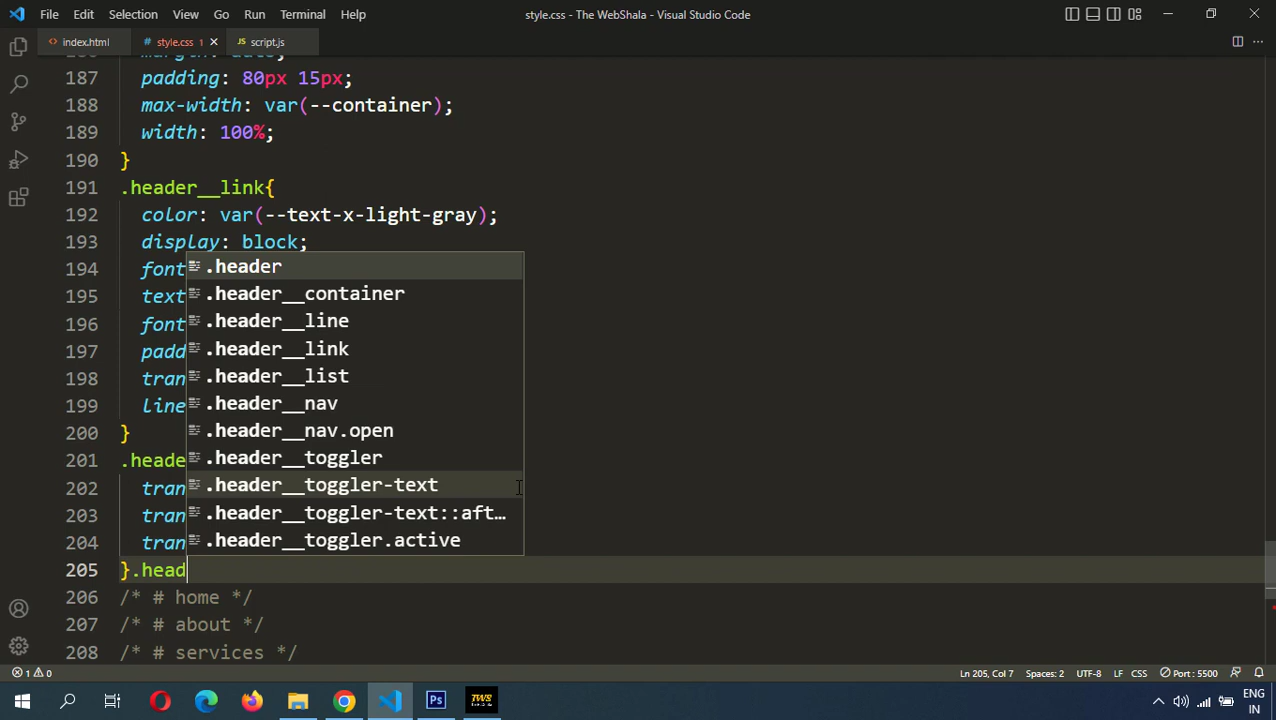 File Edit Selection View Go Run Terminal Help style.css - The WebShala - Visual Studio Code
index.html style.css 1 script.js
187 padding: 80px 15px;
188 max-width: var(--container);
189 width: 100%;
190 }
191 .header__link{
192 color: var(--text-x-light-gray);
193 display: block;
194 font
195 text
196 font
197 padd
198 tran
199 line
200 }
201 .heade
202 tran
203 tran
204 tran
205 }.head
206 /* # home */
207 /* # about */
208 /* # services */
.header
.header__container
.header__line
.header__link
.header__list
.header__nav
.header__nav.open
.header__toggler
.header__toggler-text
.header__toggler-text::aft…
.header__toggler.active
1 0 Ln 205, Col 7 Spaces: 2 UTF-8 LF CSS Port : 5500
Ps TWS ENG
IN